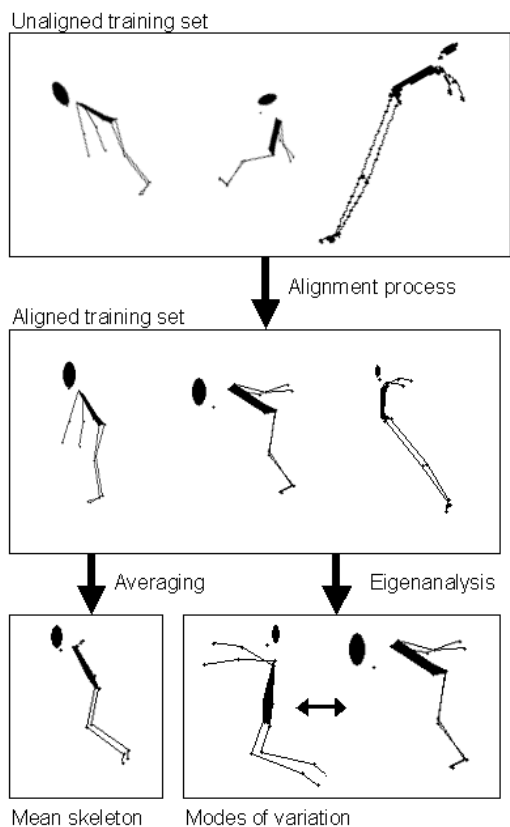 Unaligned training set
Alignment process
Aligned training set
Averaging
Eigenanalysis
Mean skeleton
Modes of variation